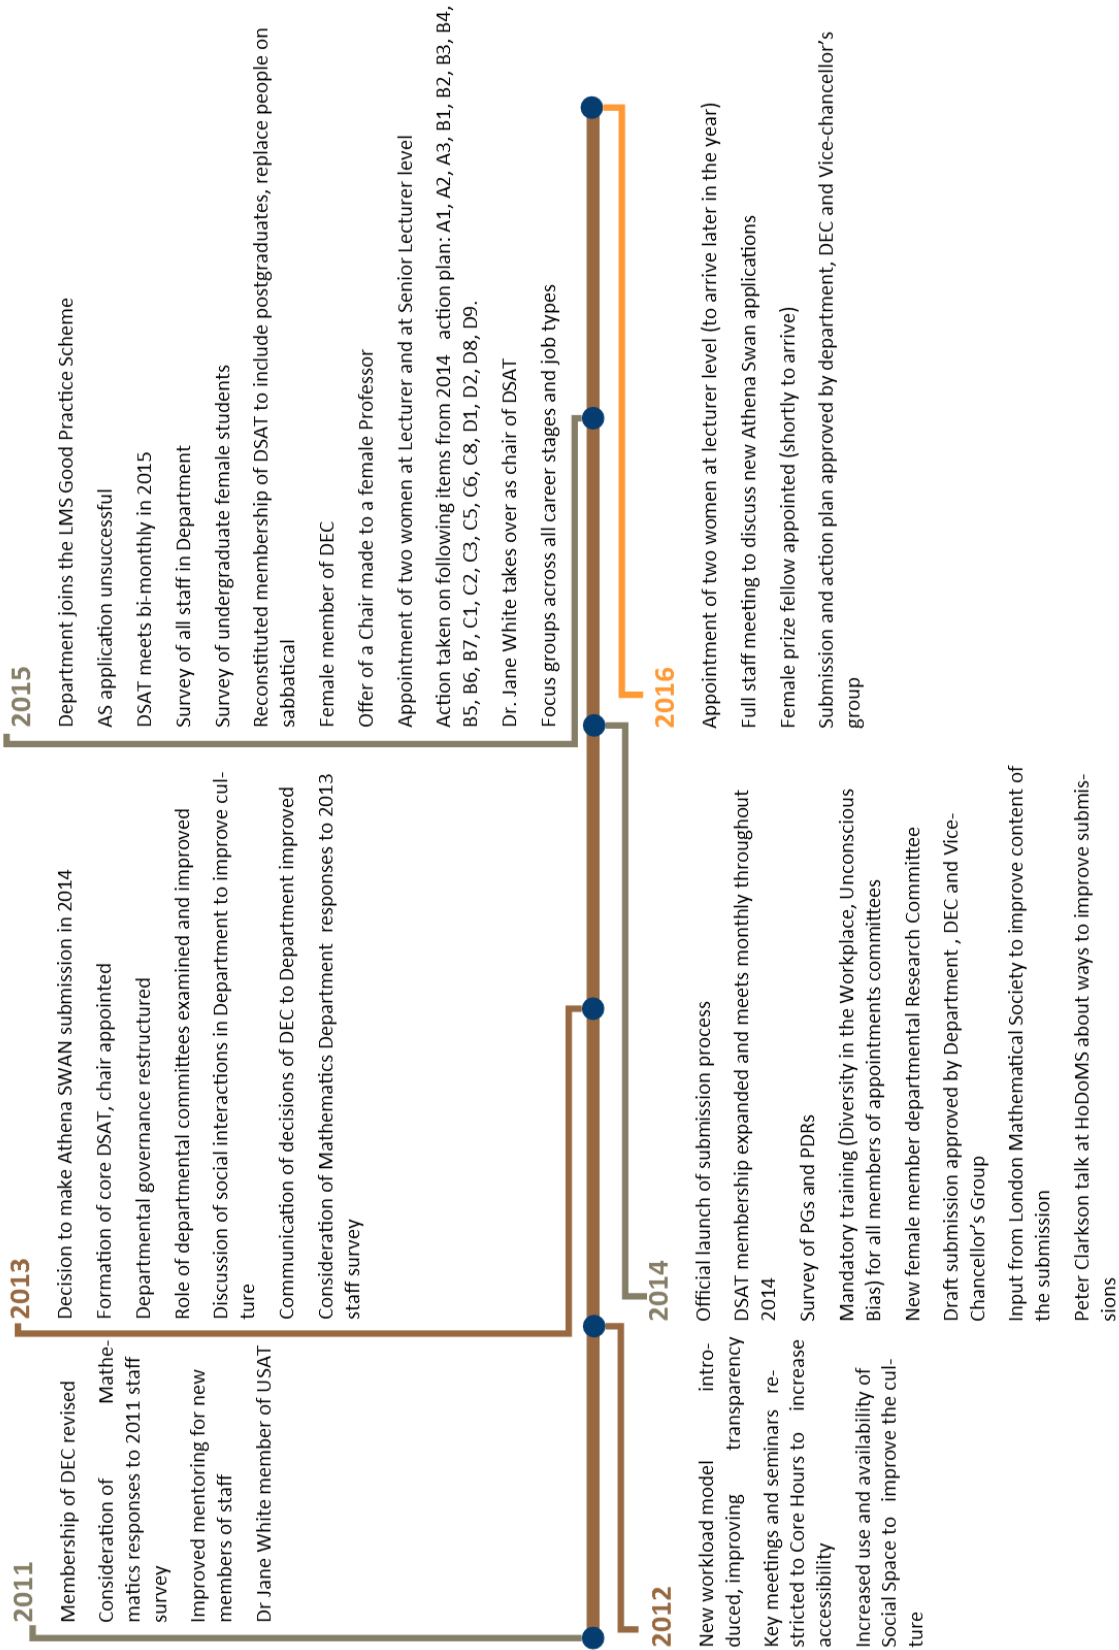 2011
Membership of DEC revised
Consideration of Mathe-
matics responses to 2011 staff
survey
Improved mentoring for new
members of staff
Dr Jane White member of USAT
2013
Decision to make Athena SWAN submission in 2014
Formation of core DSAT, chair appointed
Departmental governance restructured
Role of departmental committees examined and improved
Discussion of social interactions in Department to improve cul-
ture
Communication of decisions of DEC to Department improved
Consideration of Mathematics Department responses to 2013
staff survey
2015
Department joins the LMS Good Practice Scheme
AS application unsuccessful
DSAT meets bi-monthly in 2015
Survey of all staff in Department
Survey of undergraduate female students
Reconstituted membership of DSAT to include postgraduates, replace people on
sabbatical
Female member of DEC
Offer of a Chair made to a female Professor
Appointment of two women at Lecturer and at Senior Lecturer level
Action taken on following items from 2014 action plan: A1, A2, A3, B1, B2, B3, B4,
B5, B6, B7, C1, C2, C3, C5, C6, C8, D1, D2, D8, D9.
Dr. Jane White takes over as chair of DSAT
Focus groups across all career stages and job types
2012
New workload model intro-
duced, improving transparency
Key meetings and seminars re-
stricted to Core Hours to increase
accessibility
Increased use and availability of
Social Space to improve the cul-
ture
2014
Official launch of submission process
DSAT membership expanded and meets monthly throughout
2014
Survey of PGs and PDRs
Mandatory training (Diversity in the Workplace, Unconscious
Bias) for all members of appointments committees
New female member departmental Research Committee
Draft submission approved by Department , DEC and Vice-
Chancellor's Group
Input from London Mathematical Society to improve content of
the submission
Peter Clarkson talk at HoDoMS about ways to improve submis-
sions
2016
Appointment of two women at lecturer level (to arrive later in the year)
Full staff meeting to discuss new Athena Swan applications
Female prize fellow appointed (shortly to arrive)
Submission and action plan approved by department, DEC and Vice-chancellor's
group